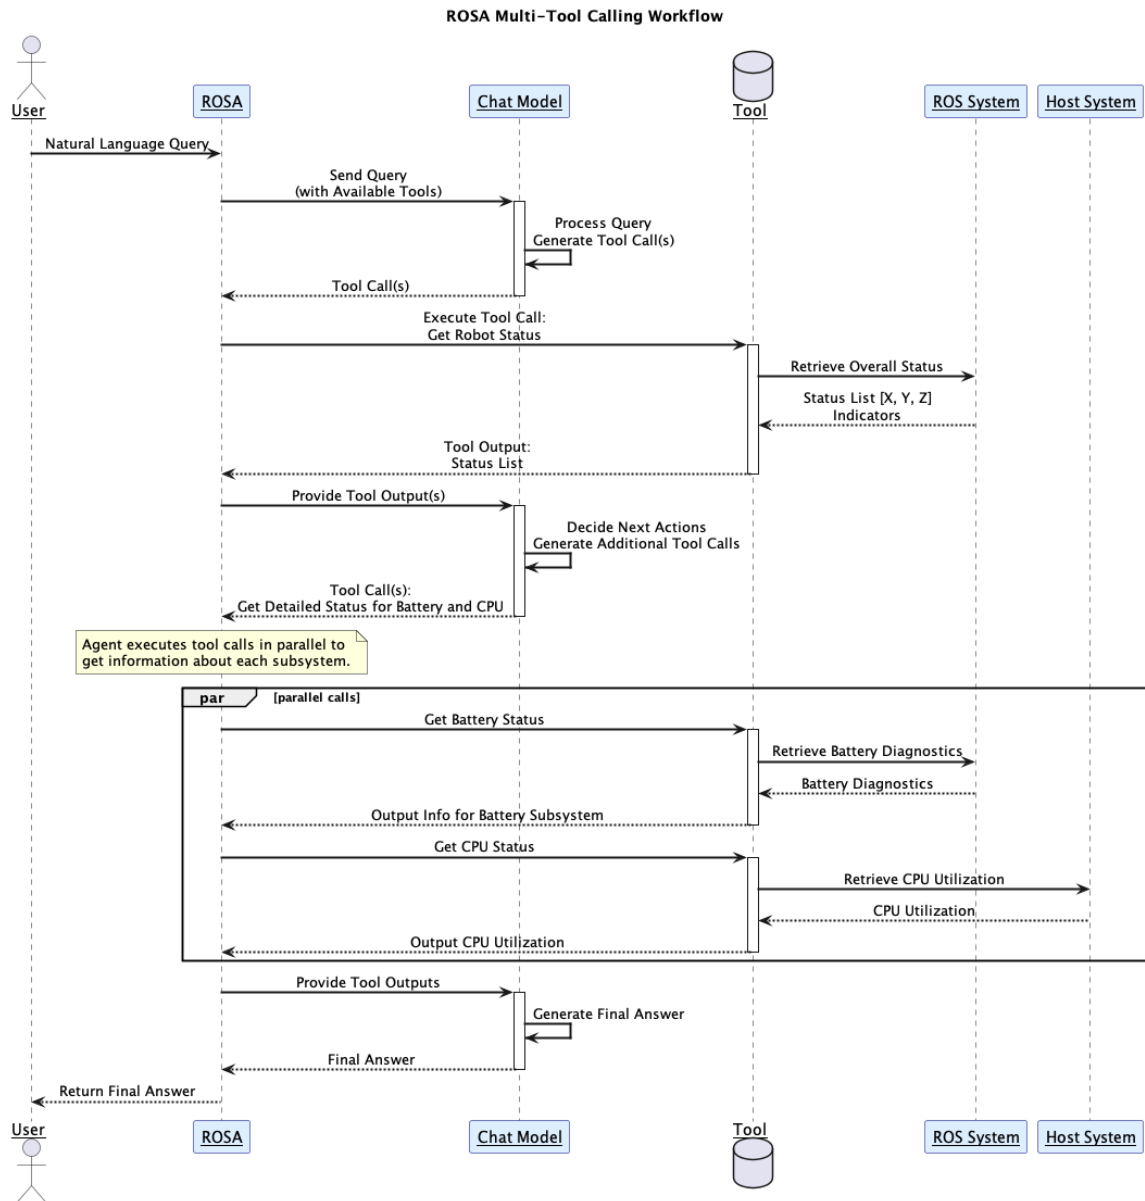 ROSA Multi-Tool Calling Workflow
User
ROSA
Chat Model
Tool
ROS System
Host System
Natural Language Query
Send Query
(with Available Tools)
Process Query
Generate Tool Call(s)
Tool Call(s)
Execute Tool Call:
Get Robot Status
Retrieve Overall Status
Status List [X, Y, Z]
Indicators
Tool Output:
Status List
Provide Tool Output(s)
Decide Next Actions
Generate Additional Tool Calls
Tool Call(s):
Get Detailed Status for Battery and CPU
Agent executes tool calls in parallel to
get information about each subsystem.
par
[parallel calls]
Get Battery Status
Retrieve Battery Diagnostics
Battery Diagnostics
Output Info for Battery Subsystem
Get CPU Status
Retrieve CPU Utilization
CPU Utilization
Output CPU Utilization
Provide Tool Outputs
Generate Final Answer
Final Answer
Return Final Answer
User
ROSA
Chat Model
Tool
ROS System
Host System